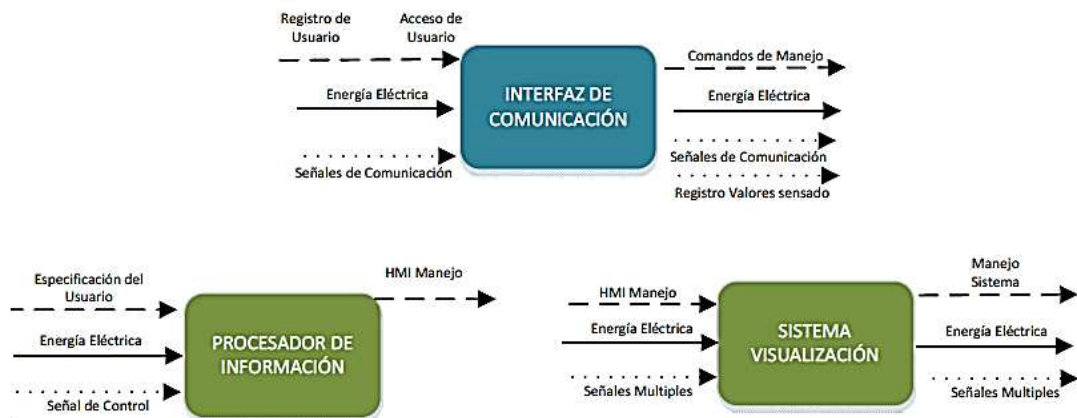 Registro de
Usuario
Acceso de
Usuario
Energía Eléctrica
Señales de Comunicación
INTERFAZ DE
COMUNICACIÓN
Comandos de Manejo
Energía Eléctrica
Señales de Comunicación
Registro Valores sensado
Especificación del
Usuario
Energía Eléctrica
Señal de Control
PROCESADOR DE
INFORMACIÓN
HMI Manejo
HMI Manejo
Energía Eléctrica
Señales Multiples
SISTEMA
VISUALIZACIÓN
Manejo
Sistema
Energía Eléctrica
Señales Multiples